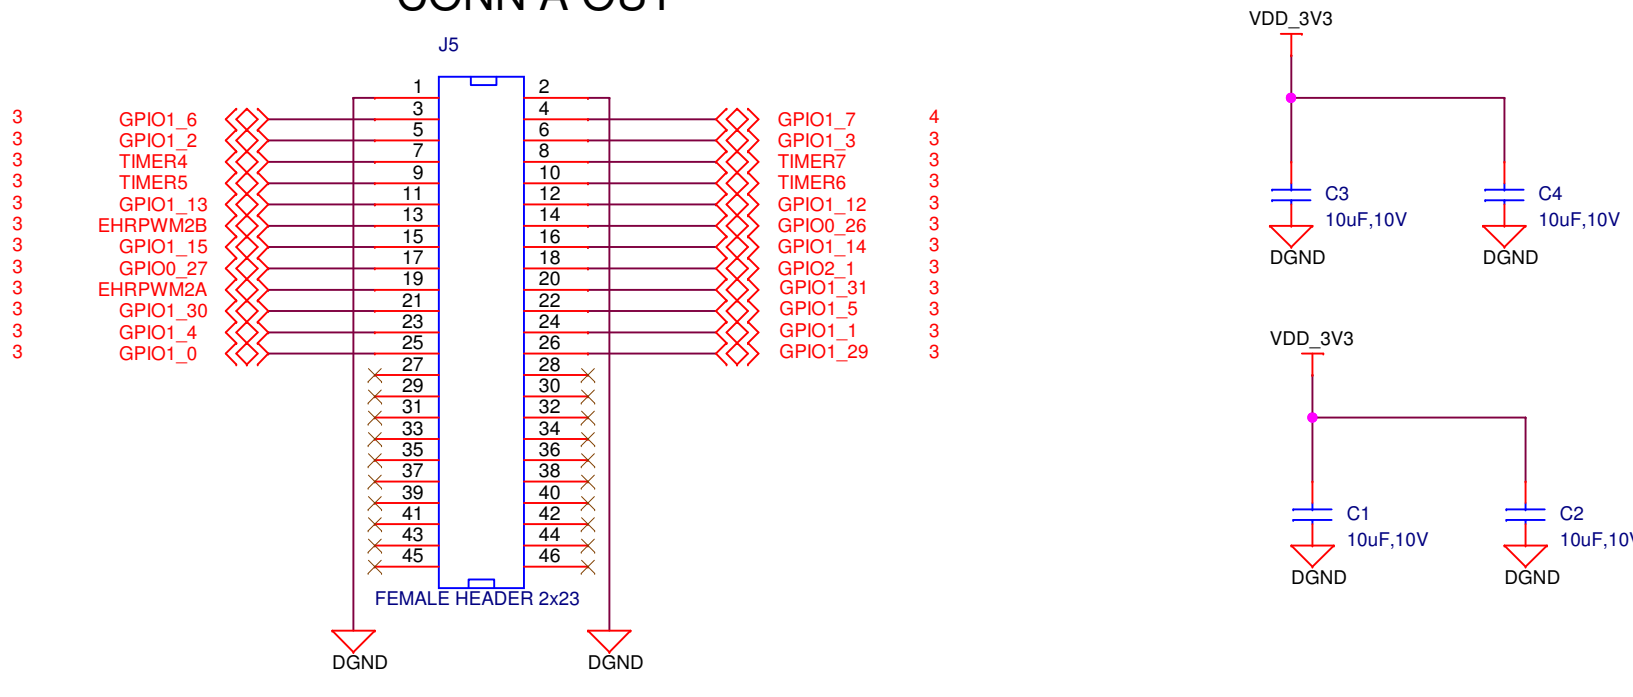 CONN A OUT
J5
1 2
3 4
3 GPIO1_6 GPIO1_7 4
5 6
3 GPIO1_2 GPIO1_3 3
7 8
3 TIMER4 TIMER7 3
9 10
3 TIMER5 TIMER6 3
11 12
3 GPIO1_13 GPIO1_12 3
13 14
3 EHRPWM2B GPIO0_26 3
15 16
3 GPIO1_15 GPIO1_14 3
17 18
3 GPIO0_27 GPIO2_1 3
19 20
3 EHRPWM2A GPIO1_31 3
21 22
3 GPIO1_30 GPIO1_5 3
23 24
3 GPIO1_4 GPIO1_1 3
25 26
3 GPIO1_0 GPIO1_29 3
27 28
29 30
31 32
33 34
35 36
37 38
39 40
41 42
43 44
45 46
FEMALE HEADER 2x23
DGND DGND
VDD_3V3
C3 C4
10uF,10V 10uF,10V
DGND DGND
VDD_3V3
C1 C2
10uF,10V 10uF,10V
DGND DGND